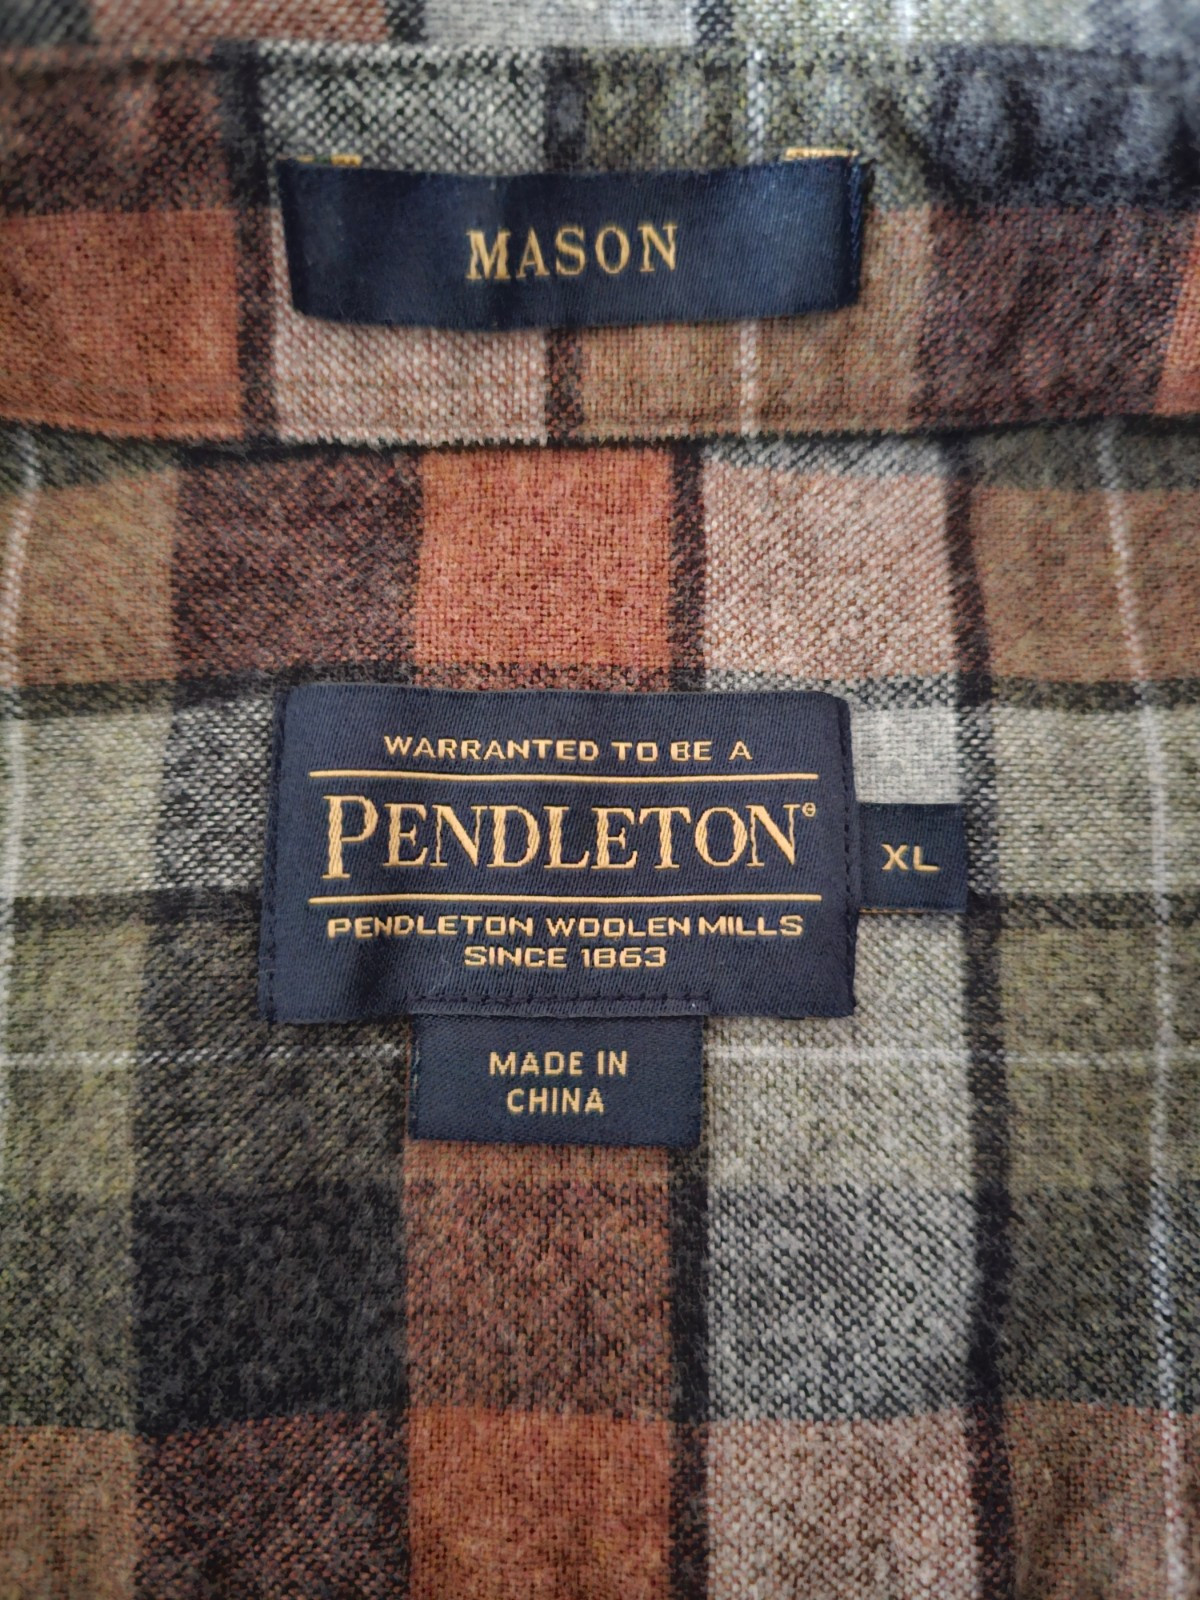 MASON
WARRANTED TO BE A
PENDLETON®
XL
PENDLETON WOOLEN MILLS
SINCE 1863
MADE IN
CHINA